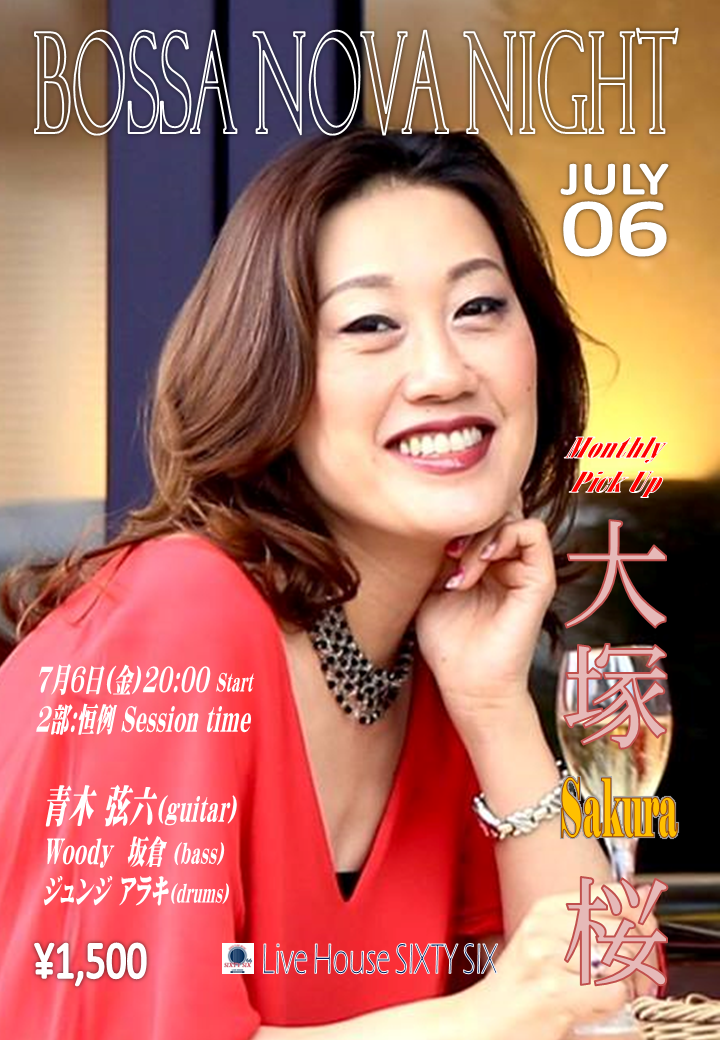 BOSSA NOVA NIGHT
JULY
06
Monthly
Pick Up
大塚
Sakura
桜
7月6日(金)20:00 Start
2部:恒例 Session time
青木 弦六(guitar)
Woody 坂倉 (bass)
ジュンジ アラキ(drums)
¥1,500
SIXTY SIX
Live House SIXTY SIX